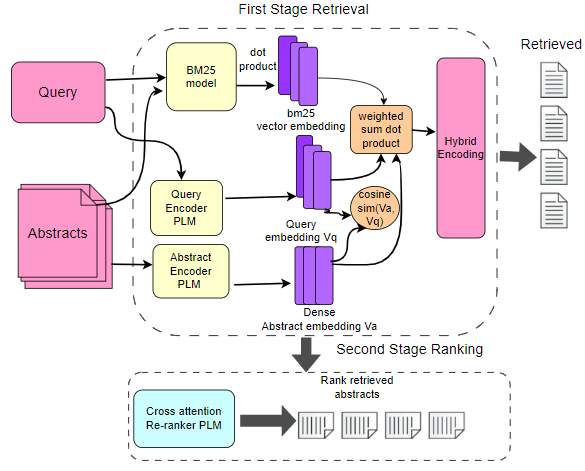 First Stage Retrieval
Retrieved
Query
BM25
model
dot
product
bm25
vector embedding
weighted
sum dot
product
Hybrid
Encoding
Query
Encoder
PLM
cosine
sim(Va,
Vq)
Abstracts
Query
embedding Vq
Abstract
Encoder
PLM
Dense
Abstract embedding Va
Second Stage Ranking
Rank retrieved
abstracts
Cross attention
Re-ranker PLM